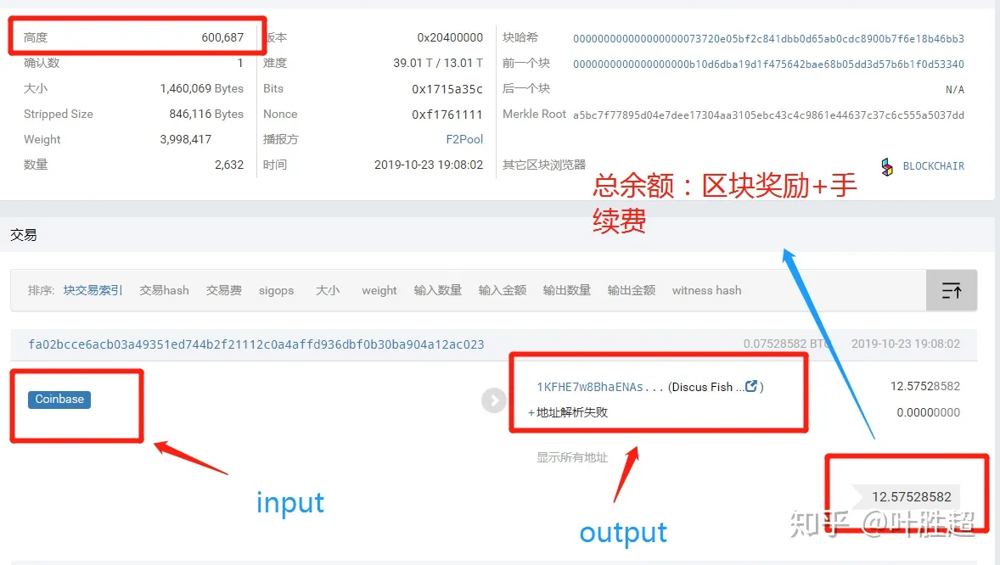 高度 600,687 版本 0x20400000 块哈希 000000000000000000073720e05bf2c841dbb0d65ab0cdc8900b7f6e18b46bb3
确认数 1 难度 39.01 T / 13.01 T 前一个块 0000000000000000000b10d6dba19d1f475642bae68b05dd3d57b6b1f0d53340
大小 1,460,069 Bytes Bits 0x1715a35c 后一个块 N/A
Stripped Size 846,116 Bytes Nonce 0xf1761111 Merkle Root a5bc7f77895d04e7dee17304aa3105ebc43c4c9861e44637c37c6c555a5037dd
Weight 3,998,417 播报方 F2Pool
数量 2,632 时间 2019-10-23 19:08:02 其它区块浏览器 BLOCKCHAIR
总余额：区块奖励+手
续费
交易
排序: 块交易索引 交易hash 交易费 sigops 大小 weight 输入数量 输入金额 输出数量 输出金额 witness hash
fa02bcce6acb03a49351ed744b2f21112c0a4affd936dbf0b30ba904a12ac023 0.07528582 BTC 2019-10-23 19:08:02
Coinbase 1KFHE7w8BhaENAs... (Discus Fish ... ) 12.57528582
+地址解析失败 0.00000000
显示所有地址
12.57528582
input
output
知乎 @叶胜超